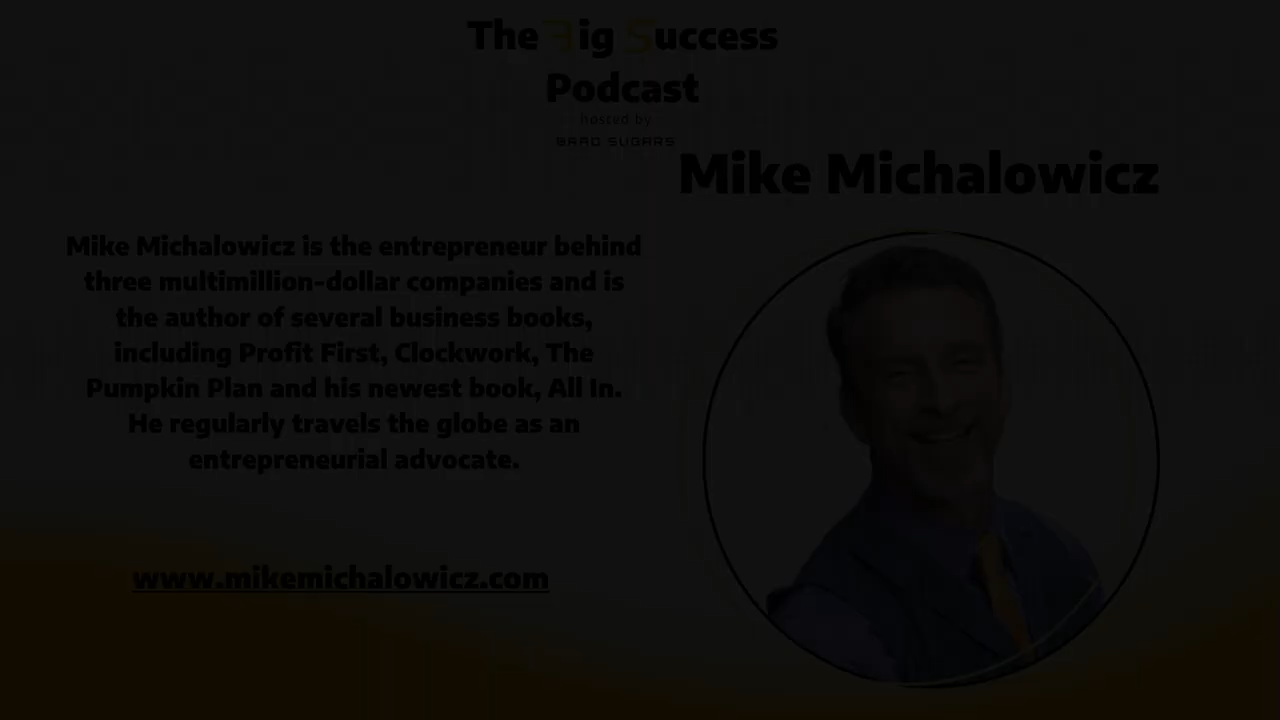 The Big Success
Podcast
hosted by
BRAD SUGARS
Mike Michalowicz
Mike Michalowicz is the entrepreneur behind
three multimillion-dollar companies and is
the author of several business books,
including Profit First, Clockwork, The
Pumpkin Plan and his newest book, All In.
He regularly travels the globe as an
entrepreneurial advocate.
www.mikemichalowicz.com